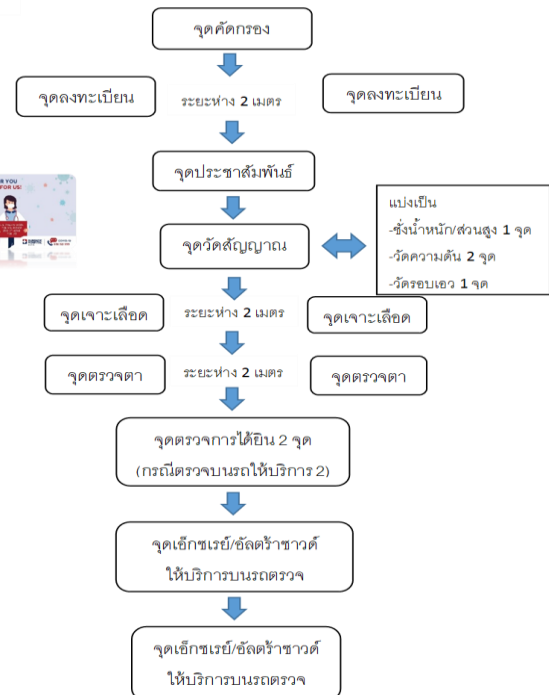 จุดคัดกรอง
จุดลงทะเบียน
ระยะห่าง 2 เมตร
จุดลงทะเบียน
จุดประชาสัมพันธ์
จุดวัดสัญญาณ
แบ่งเป็น
-ชั่งน้ำหนัก/ส่วนสูง 1 จุด
-วัดความดัน 2 จุด
-วัดรอบเอว 1 จุด
จุดเจาะเลือด
ระยะห่าง 2 เมตร
จุดเจาะเลือด
จุดตรวจตา
ระยะห่าง 2 เมตร
จุดตรวจตา
จุดตรวจการได้ยิน 2 จุด
(กรณีตรวจบนรถให้บริการ 2)
จุดเอ็กซเรย์/อัลตร้าซาวด์
ให้บริการบนรถตรวจ
จุดเอ็กซเรย์/อัลตร้าซาวด์
ให้บริการบนรถตรวจ
YOU
FOR US!